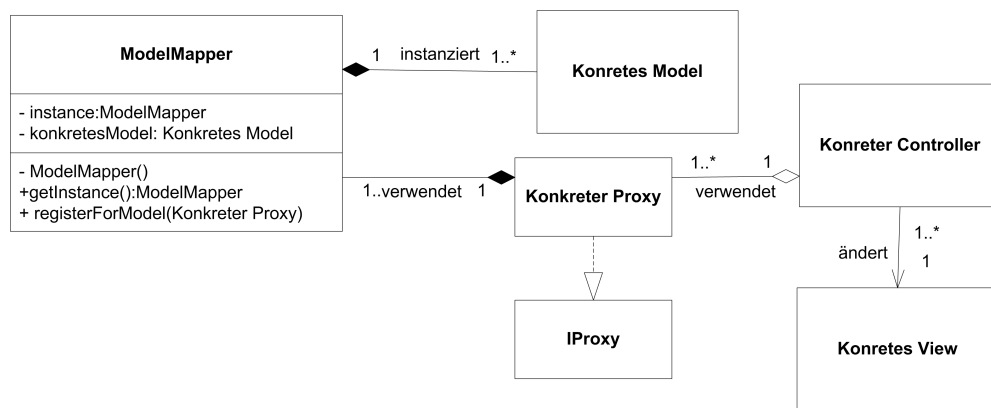 ModelMapper
- instance:ModelMapper
- konkretesModel: Konkretes Model
- ModelMapper()
+getInstance():ModelMapper
+ registerForModel(Konkreter Proxy)
1 instanziert 1..*
Konretes Model
1..verwendet 1
Konkreter Proxy
1..* 1
verwendet
Konreter Controller
IProxy
ändert
1..*
1
Konretes View